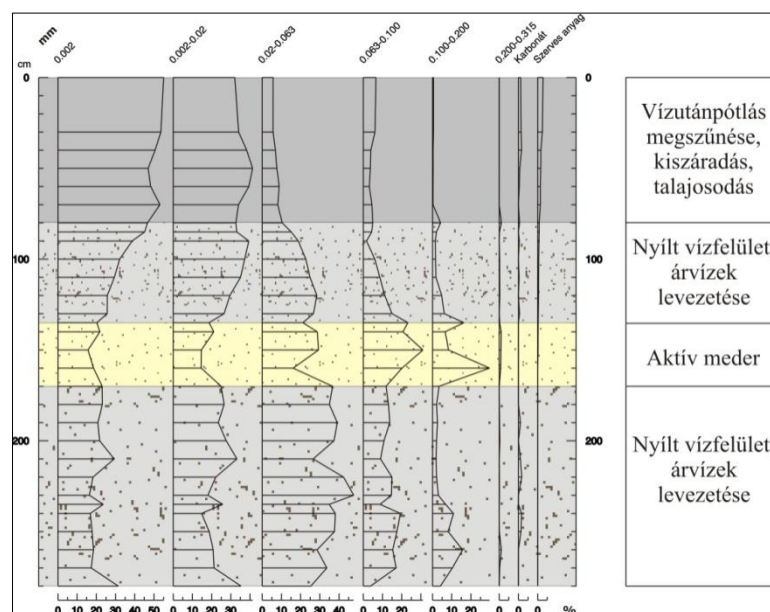 mm
0.002
0.002-0.02
0.02-0.063
0.063-0.100
0.100-0.200
0.200-0.315
Karbonát
Szerves anyag
cm
0
0
100
100
200
200
Vízutánpótlás
megszűnése,
kiszáradás,
talajosodás
Nyílt vízfelület
árvizek
levezetése
Aktív meder
Nyílt vízfelület
árvizek
levezetése
0 10 20 30 40 50 0 10 20 30 0 10 20 30 40 0 10 20 0 10 20 0 0 0 %